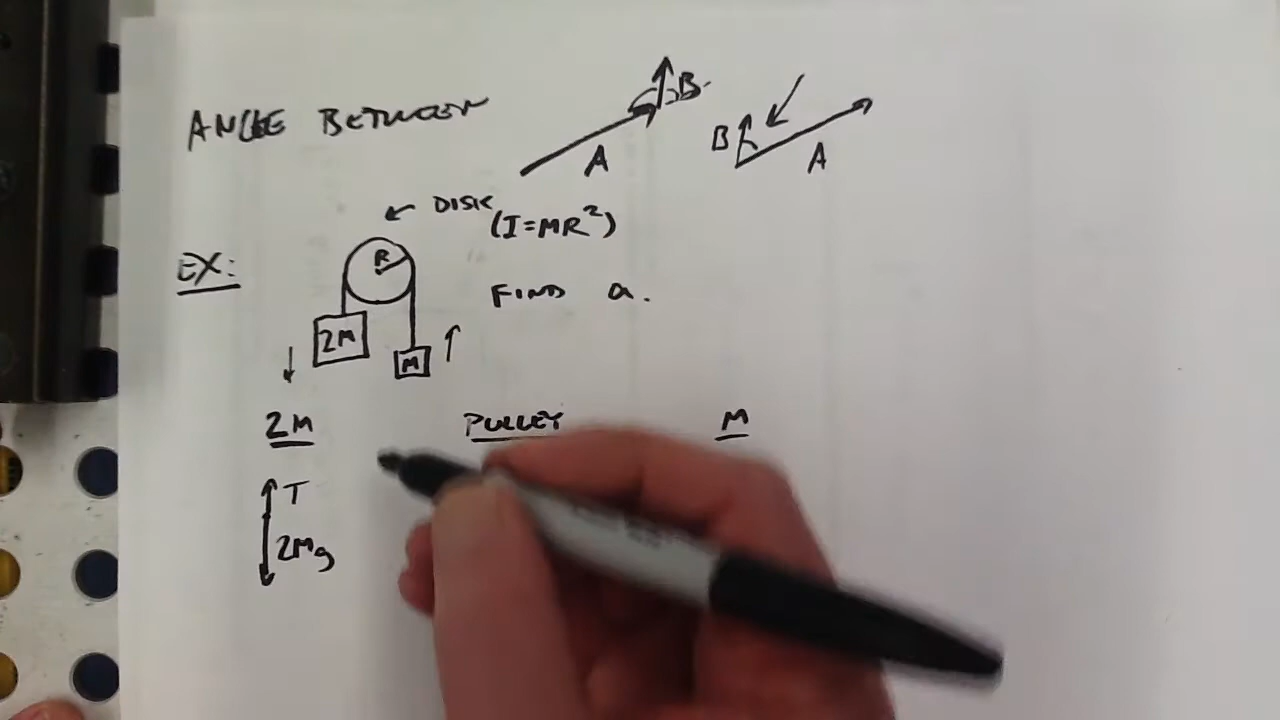 ANGLE BETWEEN
A B
B A
DISK
(I=MR²)
EX:
R
FIND a.
2M
M
2M PULLEY M
T
2Mg